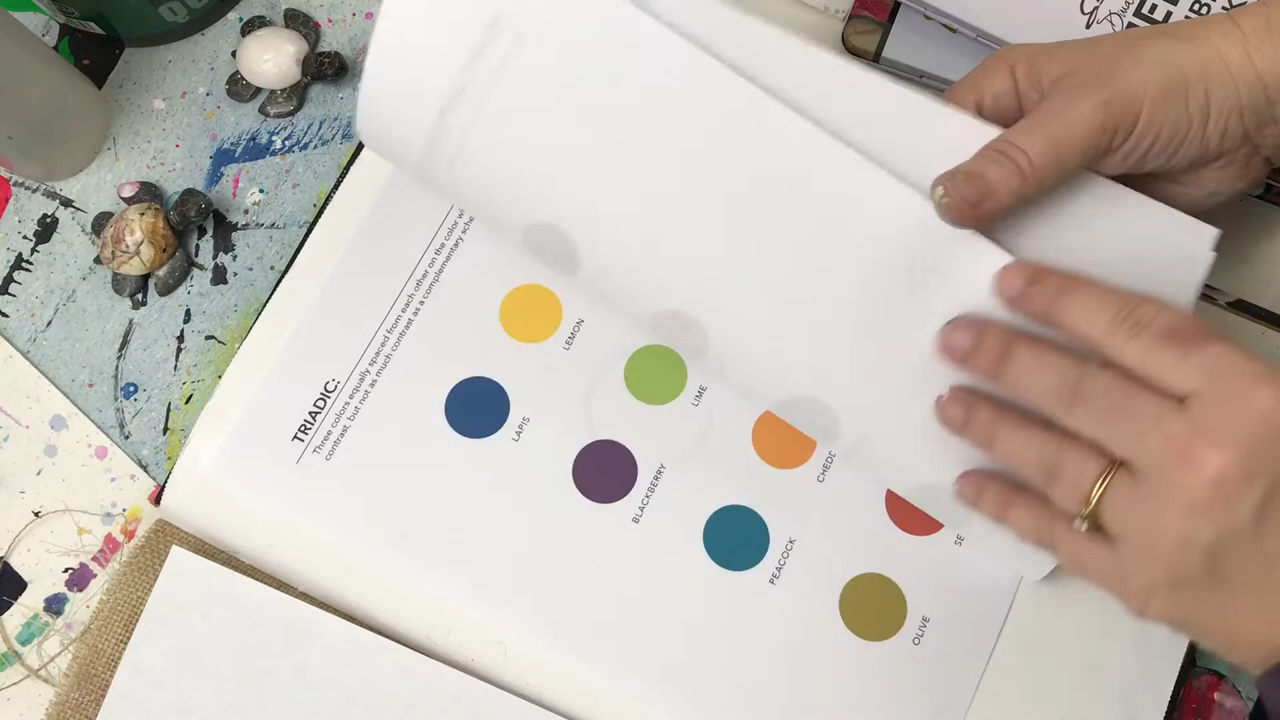 TRIADIC:
Three colors equally spaced from each other on the color
contrast, but not as much contrast as a complementary
LEMON
LIME
LAPIS
BLACKBERRY
PEACOCK
OLIVE